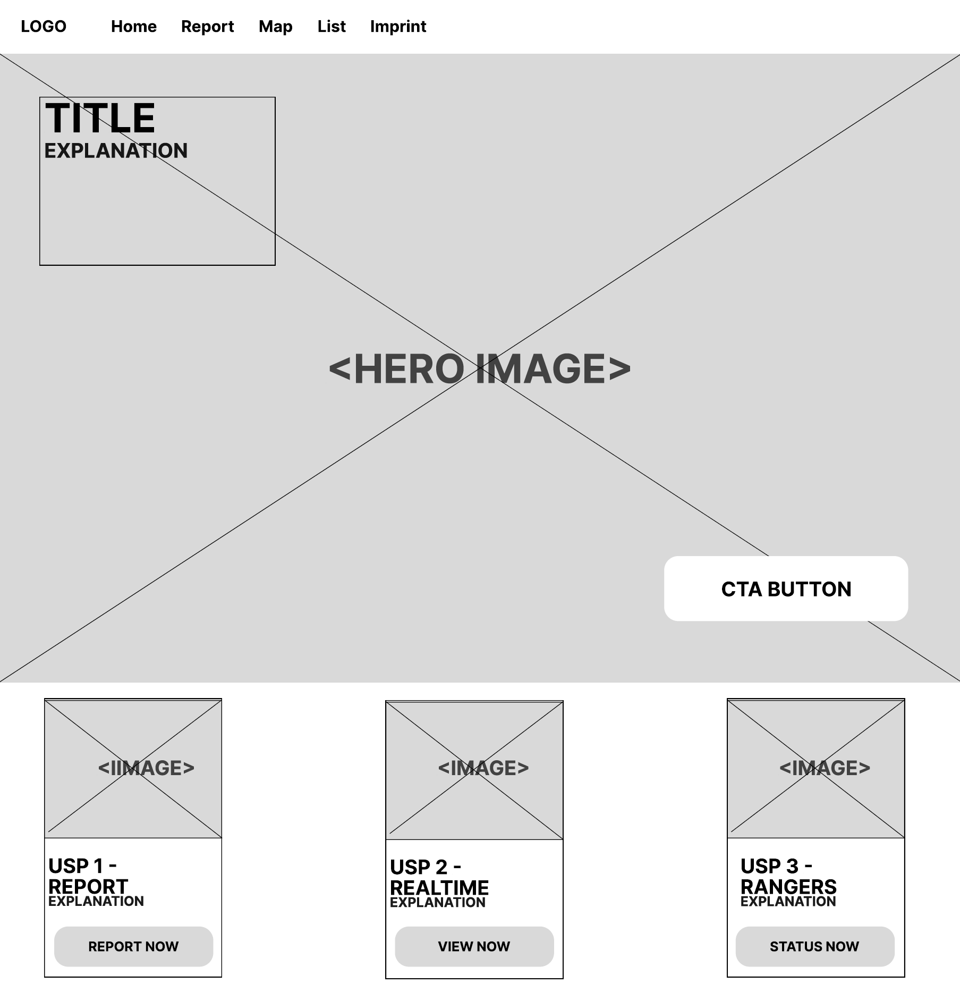 LOGO Home Report Map List Imprint
TITLE
EXPLANATION
<HERO IMAGE>
CTA BUTTON
<IIMAGE>
USP 1 -
REPORT
EXPLANATION
REPORT NOW
<IMAGE>
USP 2 -
REALTIME
EXPLANATION
VIEW NOW
<IMAGE>
USP 3 -
RANGERS
EXPLANATION
STATUS NOW